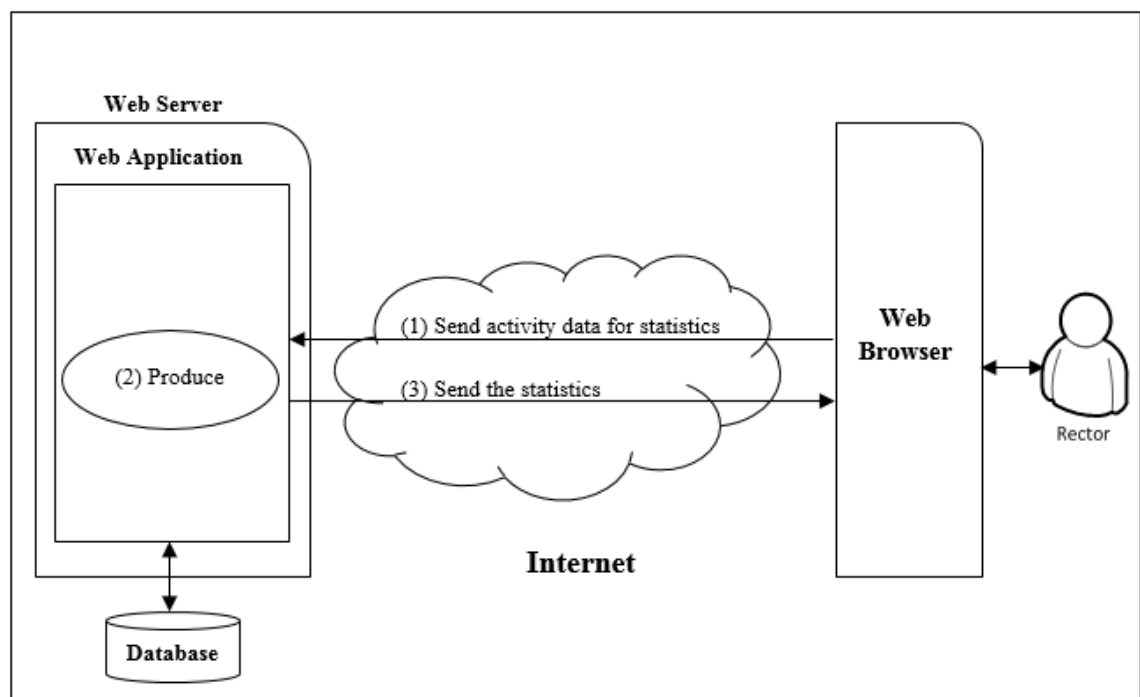 Web Server
Web Application
(1) Send activity data for statistics
(2) Produce
(3) Send the statistics
Web
Browser
Rector
Internet
Database